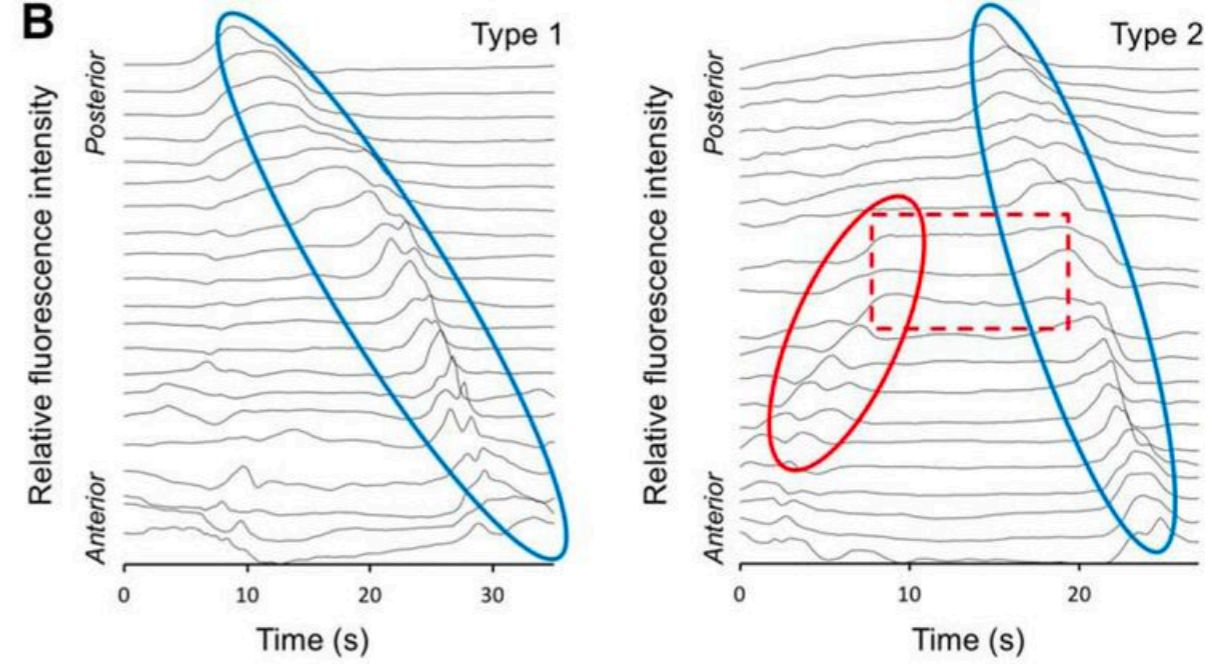 B
Type 1
Relative fluorescence intensity
Posterior
Anterior
0 10 20 30
Time (s)
Type 2
Relative fluorescence intensity
Posterior
Anterior
0 10 20
Time (s)